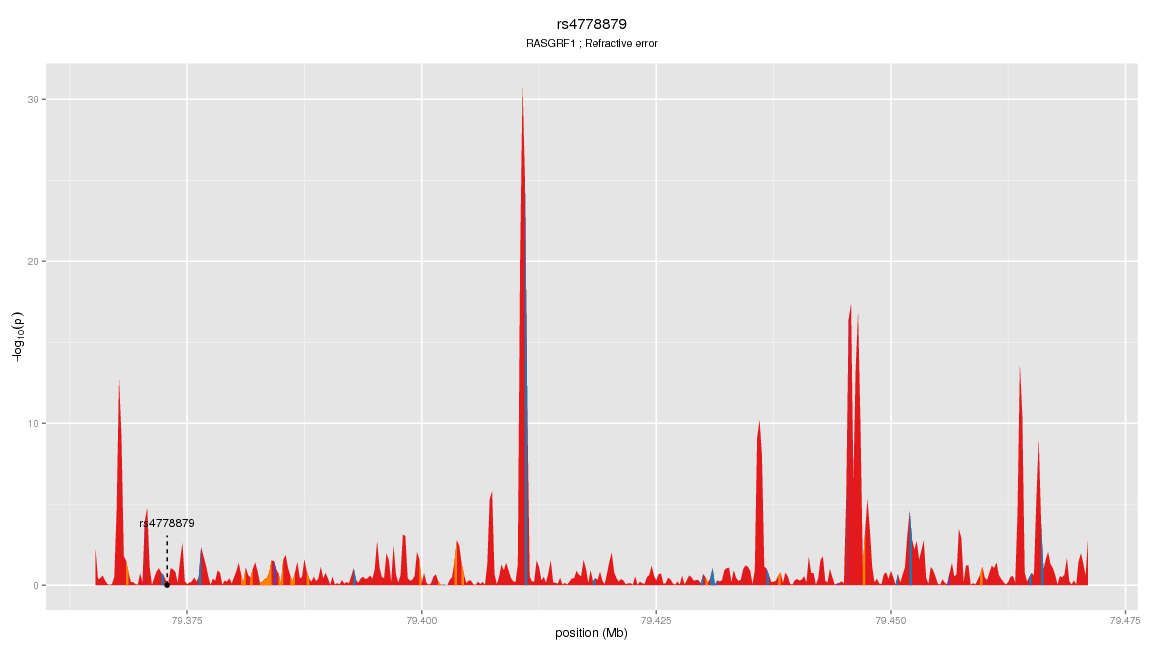 rs4778879
RASGRF1 ; Refractive error
30
20
10
0
−log10(p)
rs4778879
79.375
79.400
79.425
79.450
79.475
position (Mb)